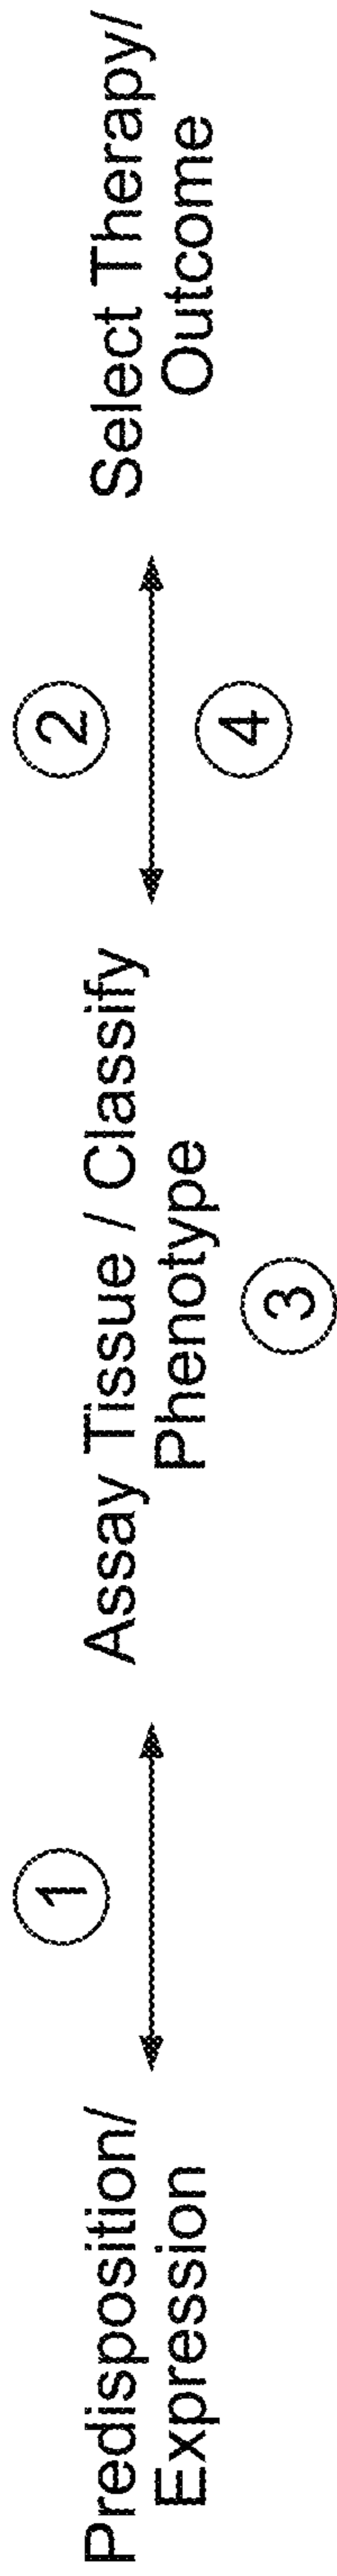 Predisposition/
Expression
1
Assay Tissue / Classify
Phenotype
3
2
4
Select Therapy/
Outcome